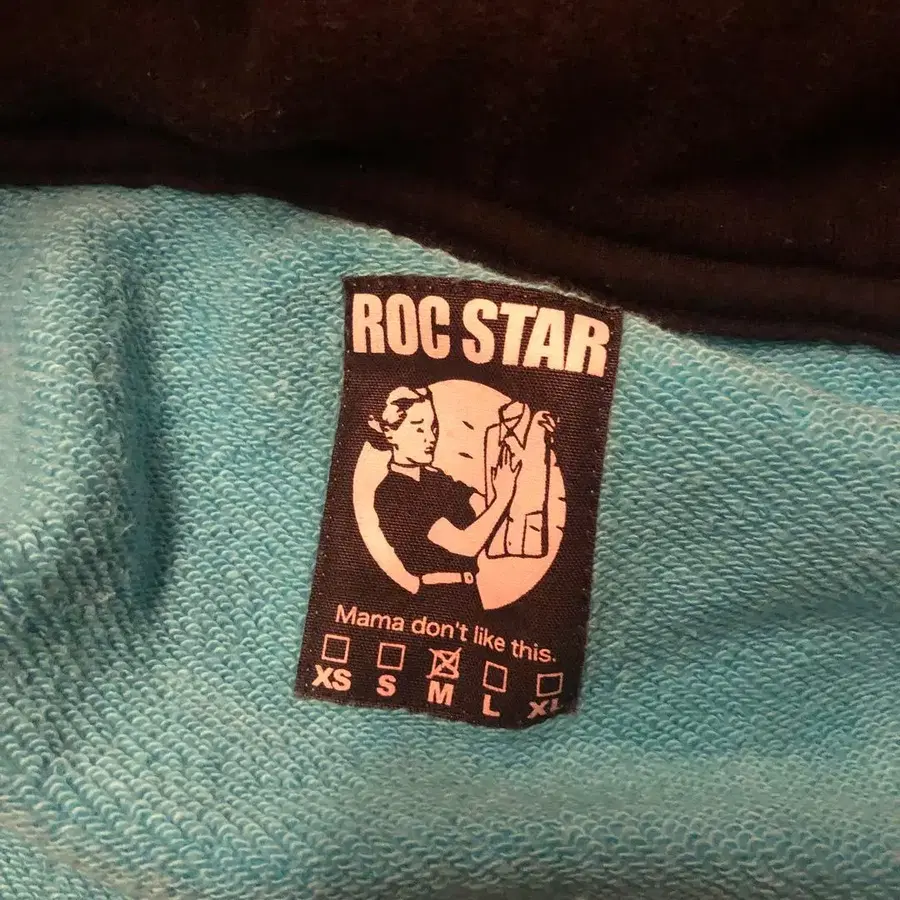 ROC STAR
Mama don't like this.
XS S M L XL